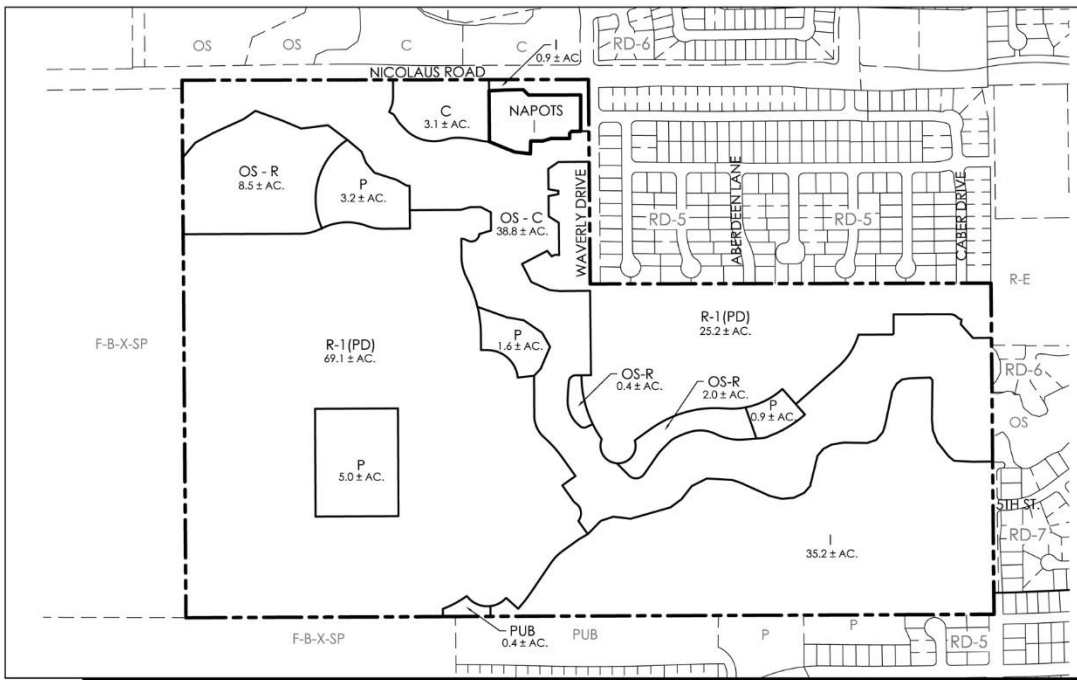 OS
OS
C
C
RD-6
I
0.9 ± AC.
NICOLAUS ROAD
C
3.1 ± AC.
NAPOTS
I
OS - R
8.5 ± AC.
P
3.2 ± AC.
OS - C
38.8 ± AC.
WAVERLY DRIVE
RD-5
ABERDEEN LANE
RD-5
CABER DRIVE
R-E
F-B-X-SP
R-1(PD)
69.1 ± AC.
P
1.6 ± AC.
R-1(PD)
25.2 ± AC.
OS-R
0.4 ± AC.
OS-R
2.0 ± AC.
P
0.9 ± AC.
RD-6
OS
P
5.0 ± AC.
5TH ST.
RD-7
I
35.2 ± AC.
F-B-X-SP
PUB
0.4 ± AC.
PUB
P
P
RD-5